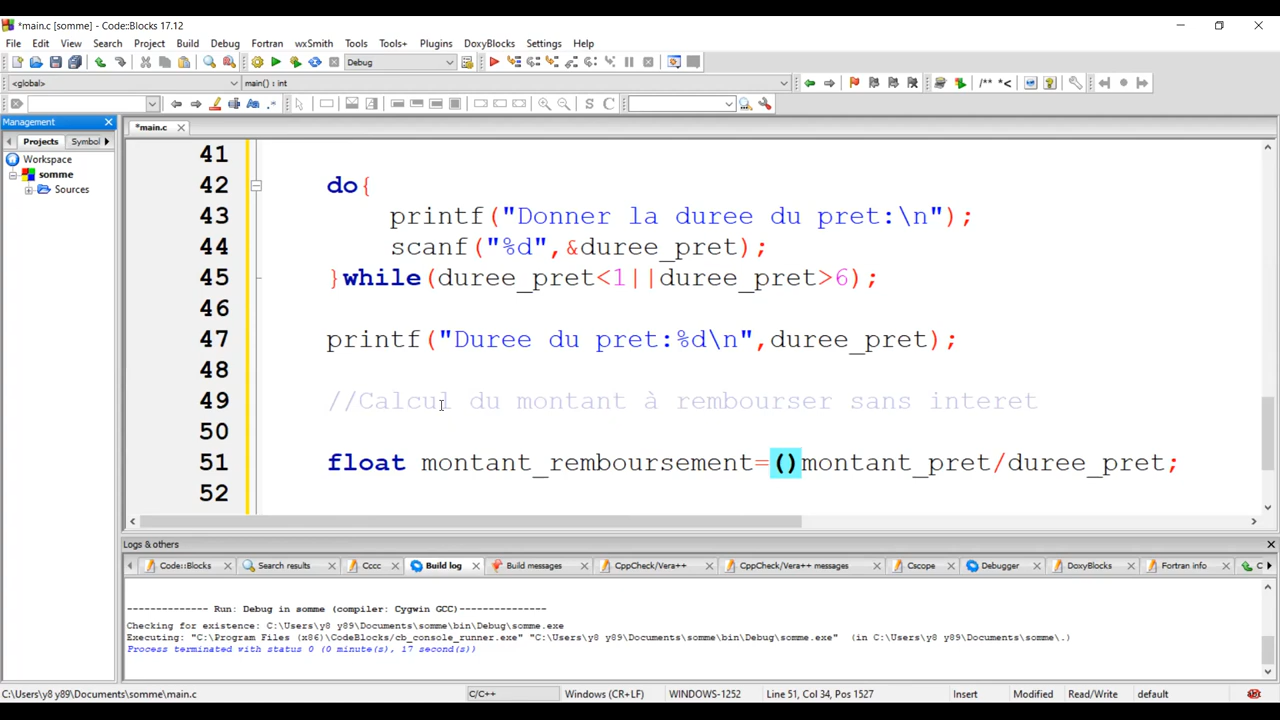 *main.c [somme] - Code::Blocks 17.12
File Edit View Search Project Build Debug Fortran wxSmith Tools Tools+ Plugins DoxyBlocks Settings Help
Debug
<global> main() : int
/** *<
S C
Management
*main.c
Projects Symbol
Workspace
somme
Sources
41
42 do{
43 printf("Donner la duree du pret:\n");
44 scanf("%d",&duree_pret);
45 }while(duree_pret<1||duree_pret>6);
46
47 printf("Duree du pret:%d\n",duree_pret);
48
49 //Calcul du montant à rembourser sans interet
50
51 float montant_remboursement=()montant_pret/duree_pret;
52
Logs & others
Code::Blocks Search results Cccc Build log Build messages CppCheck/Vera++ CppCheck/Vera++ messages Cscope Debugger DoxyBlocks Fortran info C
-------------- Run: Debug in somme (compiler: Cygwin GCC)---------------
Checking for existence: C:\Users\y8 y89\Documents\somme\bin\Debug\somme.exe
Executing: "C:\Program Files (x86)\CodeBlocks/cb_console_runner.exe" "C:\Users\y8 y89\Documents\somme\bin\Debug\somme.exe" (in C:\Users\y8 y89\Documents\somme\.)
Process terminated with status 0 (0 minute(s), 17 second(s))
C:\Users\y8 y89\Documents\somme\main.c C/C++ Windows (CR+LF) WINDOWS-1252 Line 51, Col 34, Pos 1527 Insert Modified Read/Write default